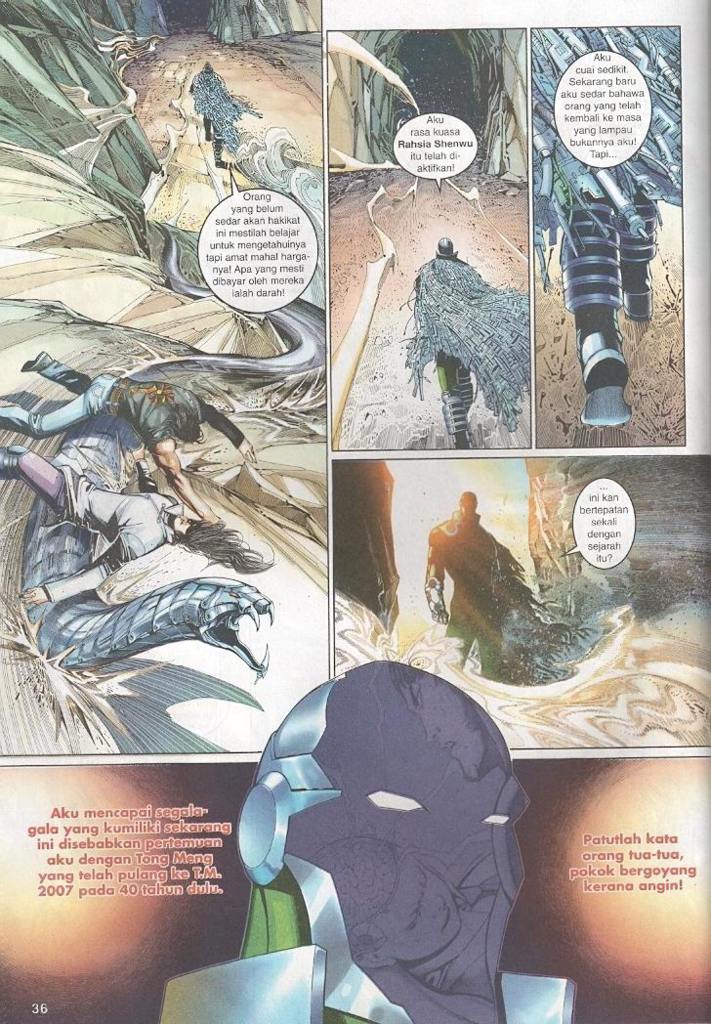 Orang
yang belum
sedar akan hakikat
ini mestilah belajar
untuk mengetahuinya
tapi amat mahal harga-
nya! Apa yang mesti
dibayar oleh mereka
ialah darah!
Aku
rasa kuasa
Rahsia Shenwu
itu telah di-
aktifkan!
Aku
cuai sedikit.
Sekarang baru
aku sedar bahawa
orang yang telah
kembali ke masa
yang lampau
bukannya aku!
Tapi...
...
ini kan
bertepatan
sekali
dengan
sejarah
itu?
Aku mencapai segala-
gala yang kumiliki sekarang
ini disebabkan pertemuan
aku dengan Tong Meng
yang telah pulang ke T.M.
2007 pada 40 tahun dulu.
Patutlah kata
orang tua-tua,
pokok bergoyang
kerana angin!
36